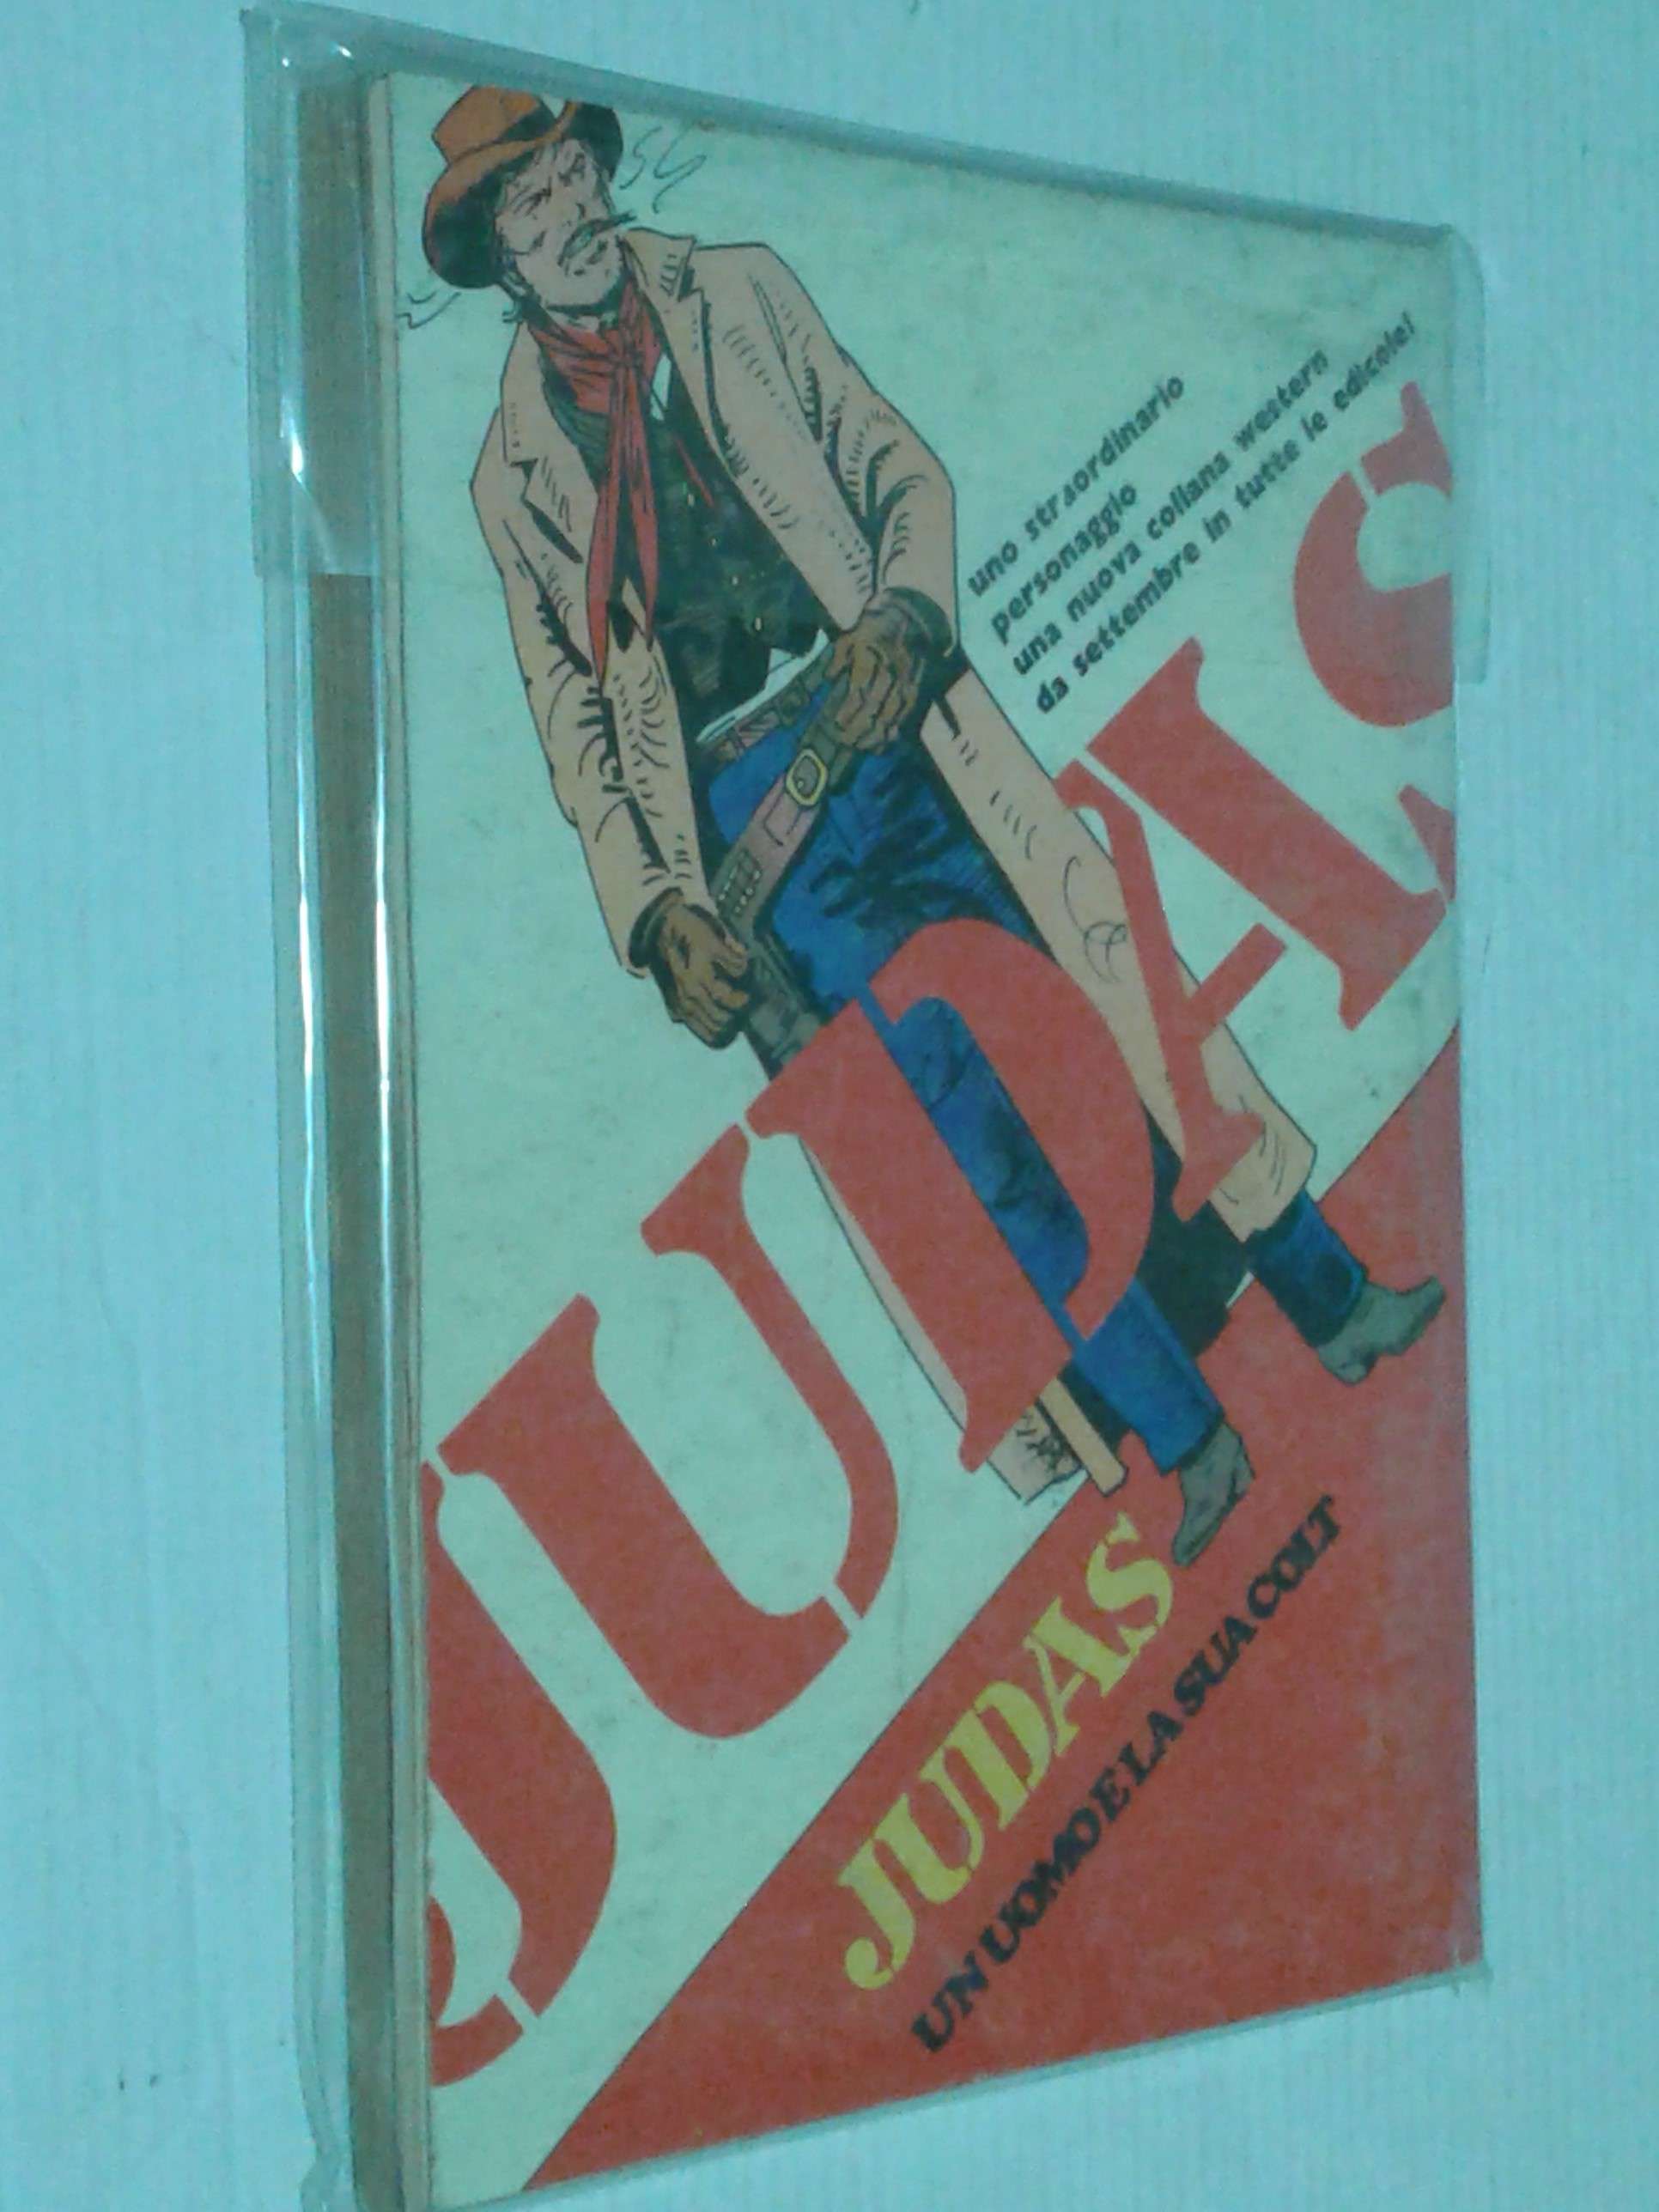 uno straordinario
personaggio
una nuova collana western
da settembre in tutte le edicole!
JUDAS
JUDAS
UN UOMO E LA SUA COLT